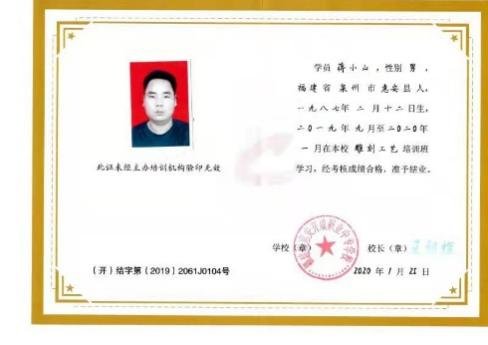 此证未经主办培训机构验印无效
(开)结字第(2019)2061J0104号
学员 蒋小山,性别 男,
福建省 泉州 市惠安县人,
一九八七年 二月十二日生,
二0一九年 九月至二0二0年
一月在本校 雕刻工艺 培训班
学习,经考核成绩合格,准予结业。
学校(章)
校长(章)
2020 年 1 月 21 日